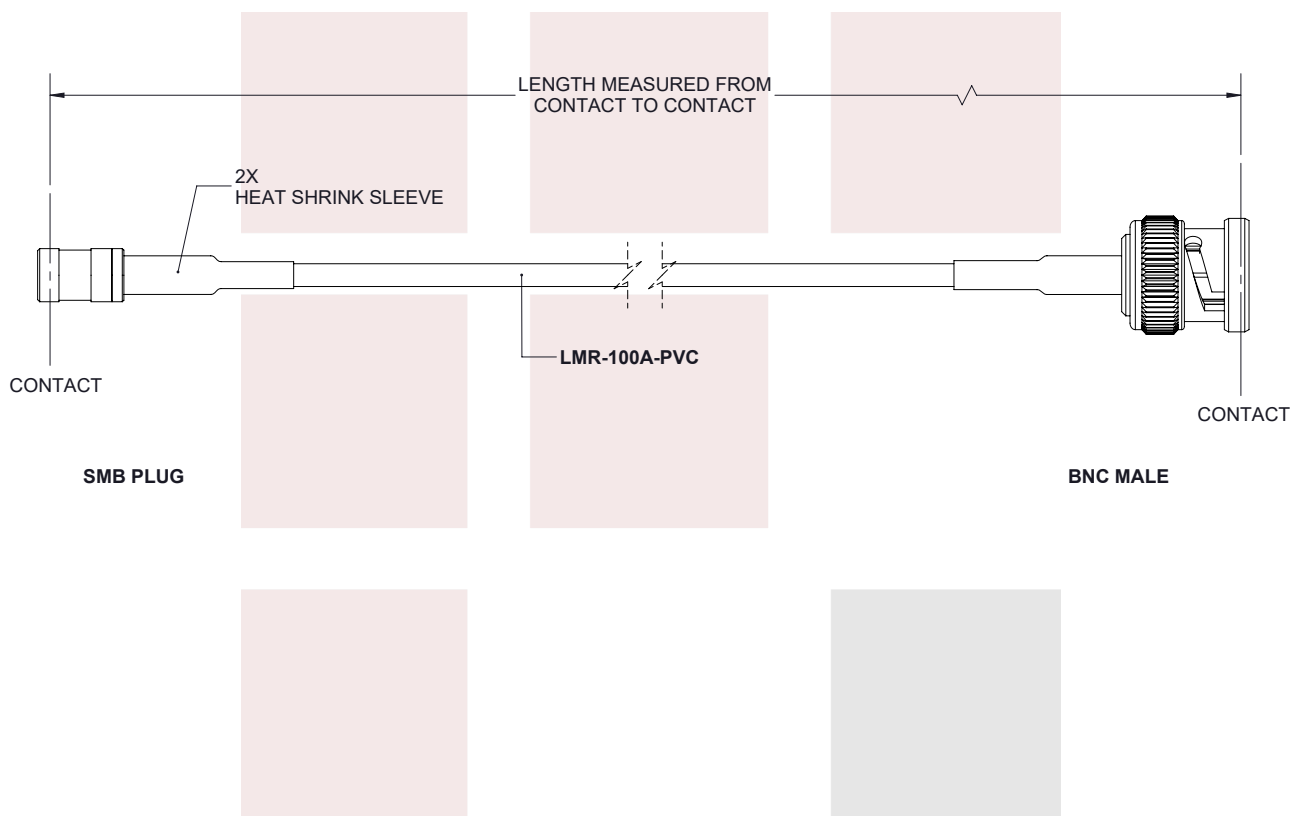 LENGTH MEASURED FROM
CONTACT TO CONTACT
2X
HEAT SHRINK SLEEVE
LMR-100A-PVC
CONTACT
CONTACT
SMB PLUG
BNC MALE